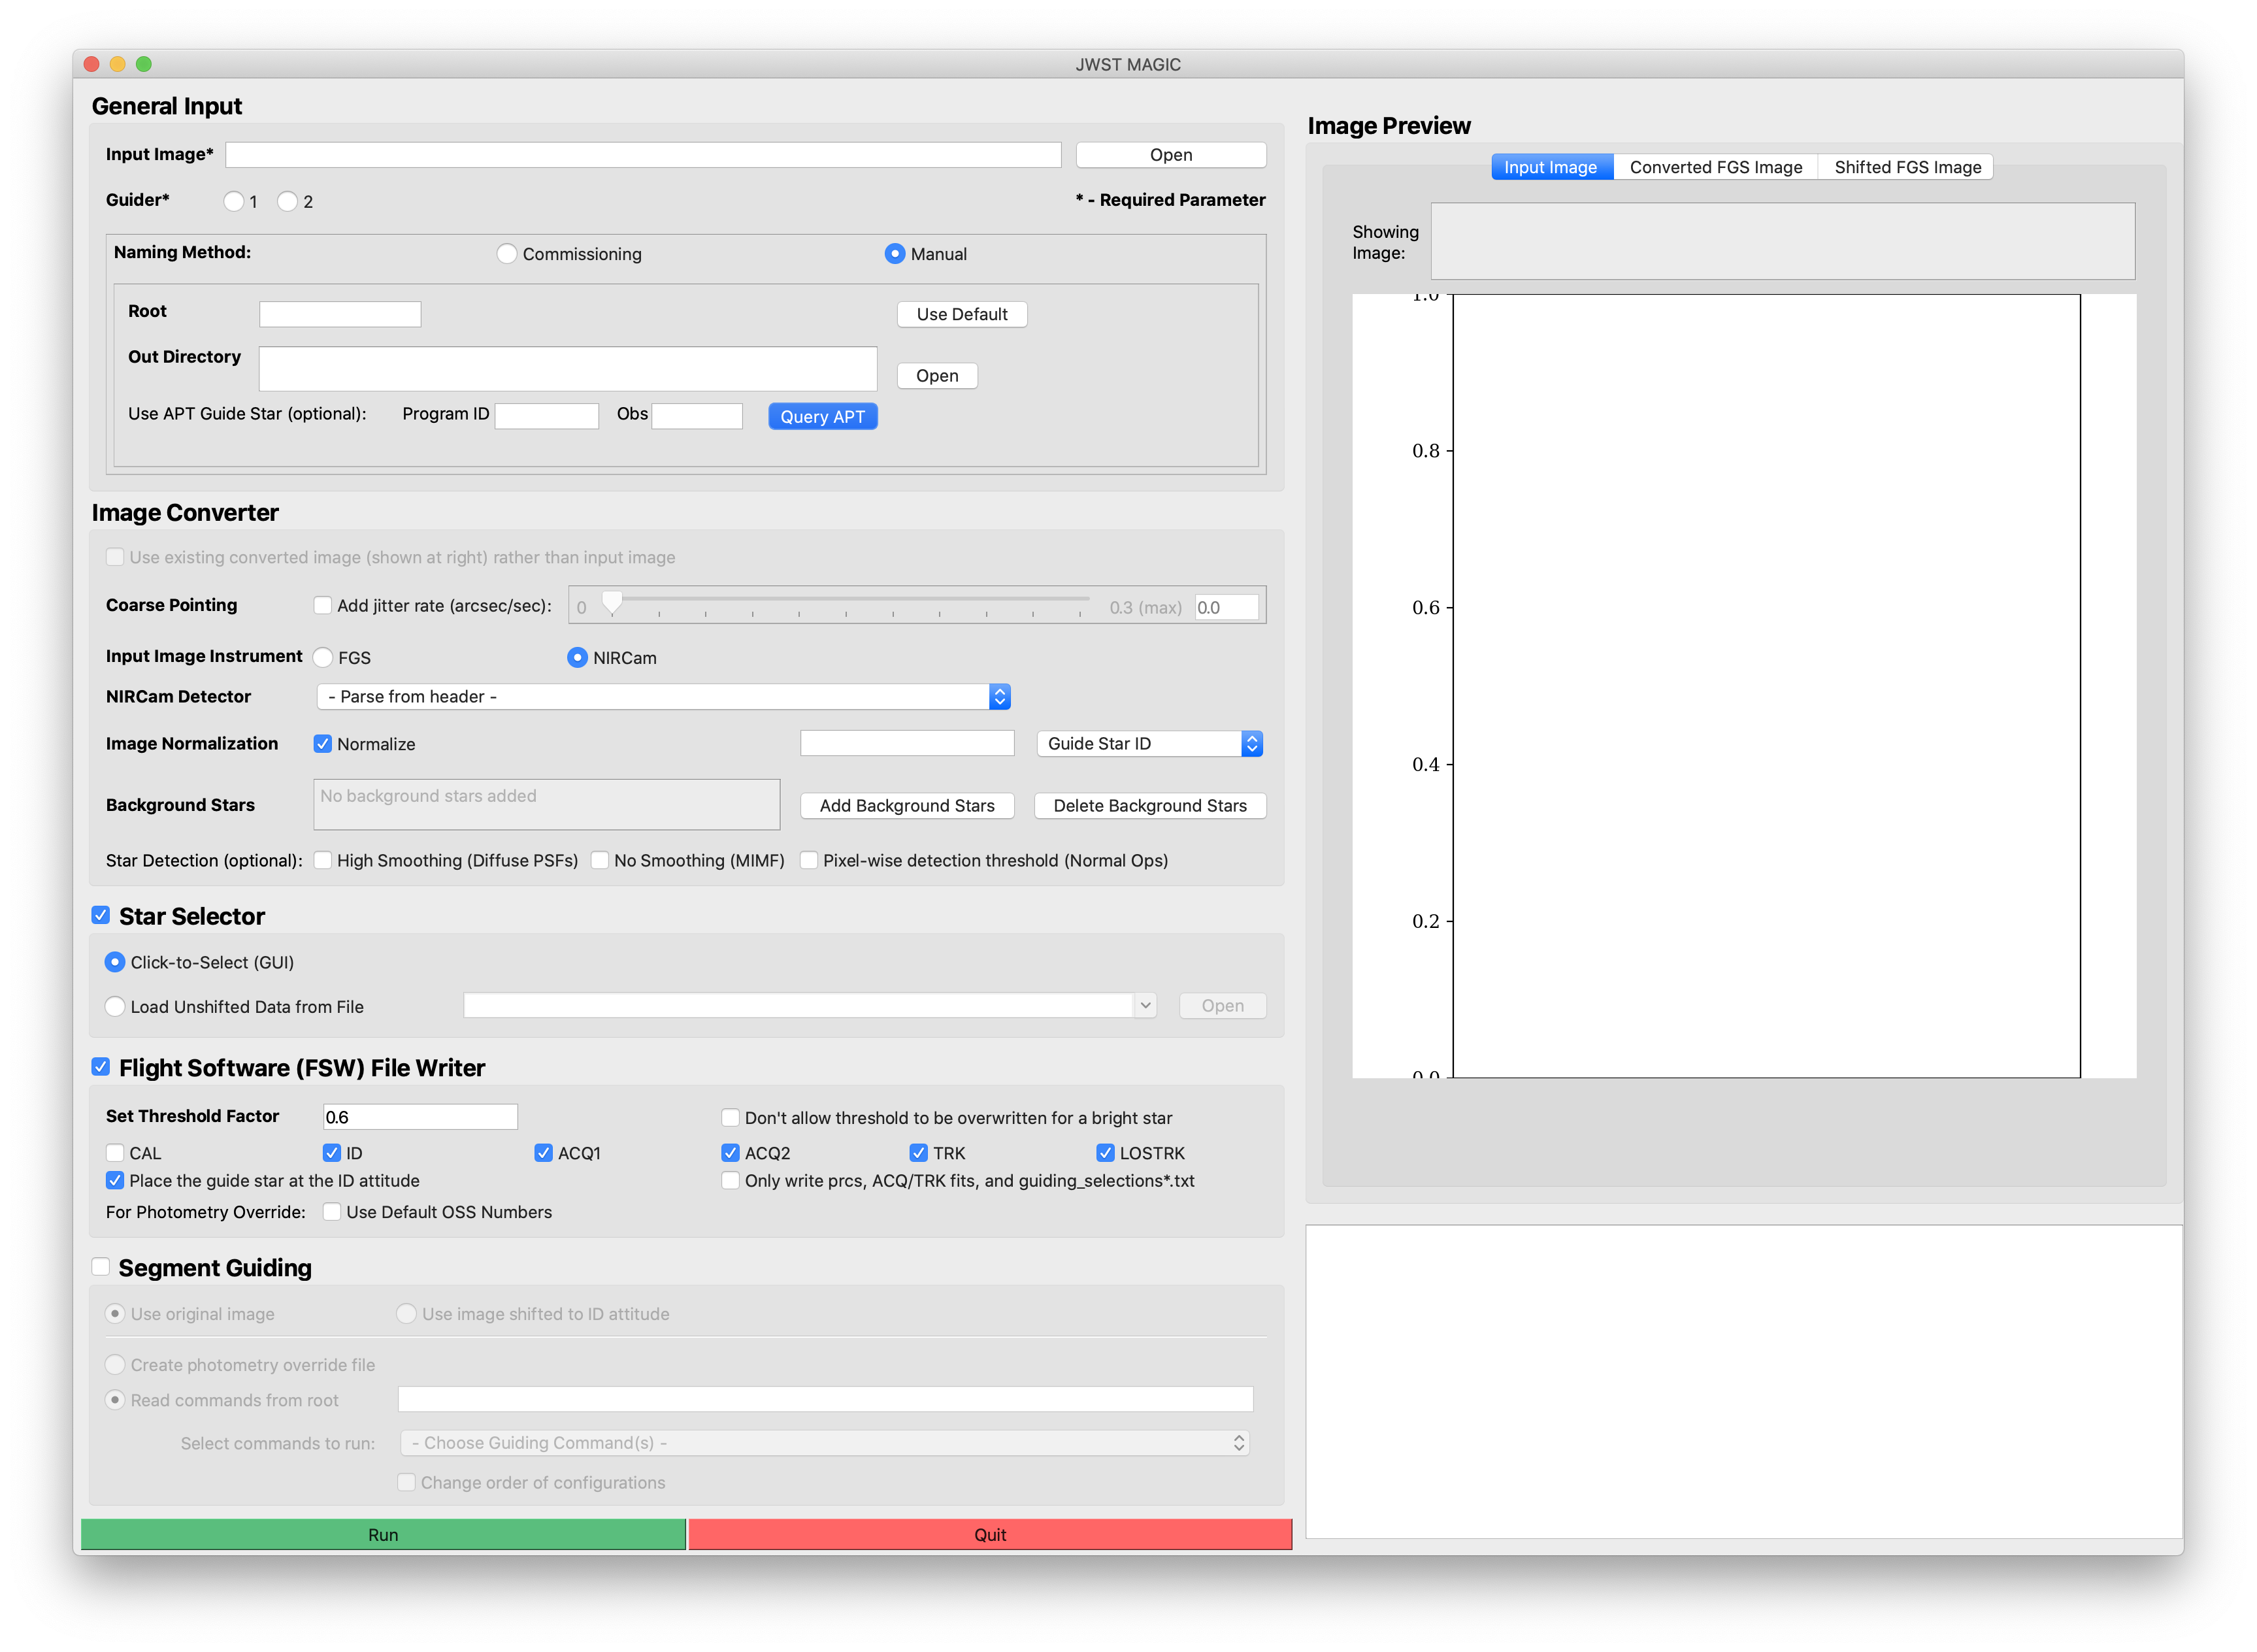 JWST MAGIC
General Input
Input Image* Open
Guider* 1 2 * - Required Parameter
Naming Method: Commissioning Manual
Root Use Default
Out Directory Open
Use APT Guide Star (optional): Program ID Obs Query APT
Image Converter
Use existing converted image (shown at right) rather than input image
Coarse Pointing Add jitter rate (arcsec/sec): 0 0.3 (max) 0.0
Input Image Instrument FGS NIRCam
NIRCam Detector - Parse from header -
Image Normalization Normalize Guide Star ID
Background Stars No background stars added Add Background Stars Delete Background Stars
Star Detection (optional): High Smoothing (Diffuse PSFs) No Smoothing (MIMF) Pixel-wise detection threshold (Normal Ops)
Star Selector
Click-to-Select (GUI)
Load Unshifted Data from File Open
Flight Software (FSW) File Writer
Set Threshold Factor 0.6 Don't allow threshold to be overwritten for a bright star
CAL ID ACQ1 ACQ2 TRK LOSTRK
Place the guide star at the ID attitude Only write prcs, ACQ/TRK fits, and guiding_selections*.txt
For Photometry Override: Use Default OSS Numbers
Segment Guiding
Use original image Use image shifted to ID attitude
Create photometry override file
Read commands from root
Select commands to run: - Choose Guiding Command(s) -
Change order of configurations
Run Quit
Image Preview
Input Image Converted FGS Image Shifted FGS Image
Showing
Image:
1.0
0.8
0.6
0.4
0.2
0.0